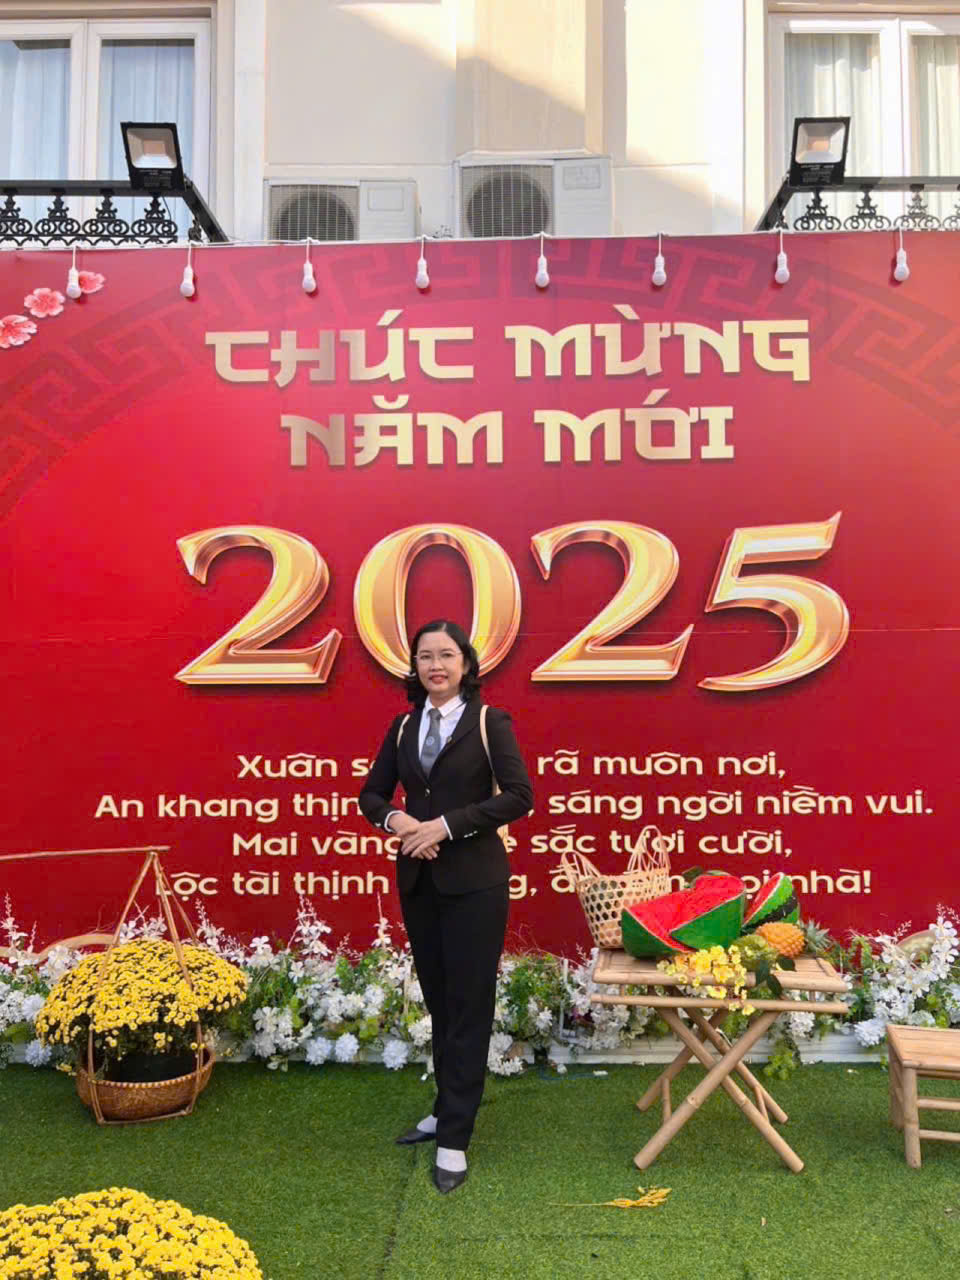 CHÚC MỪNG
NĂM MỚI
2025
Xuân rã muôn nơi,
An khang sáng ngời niềm vui.
Mai vàng sắc tươi cười,
Lộc tài thịnh nhà!